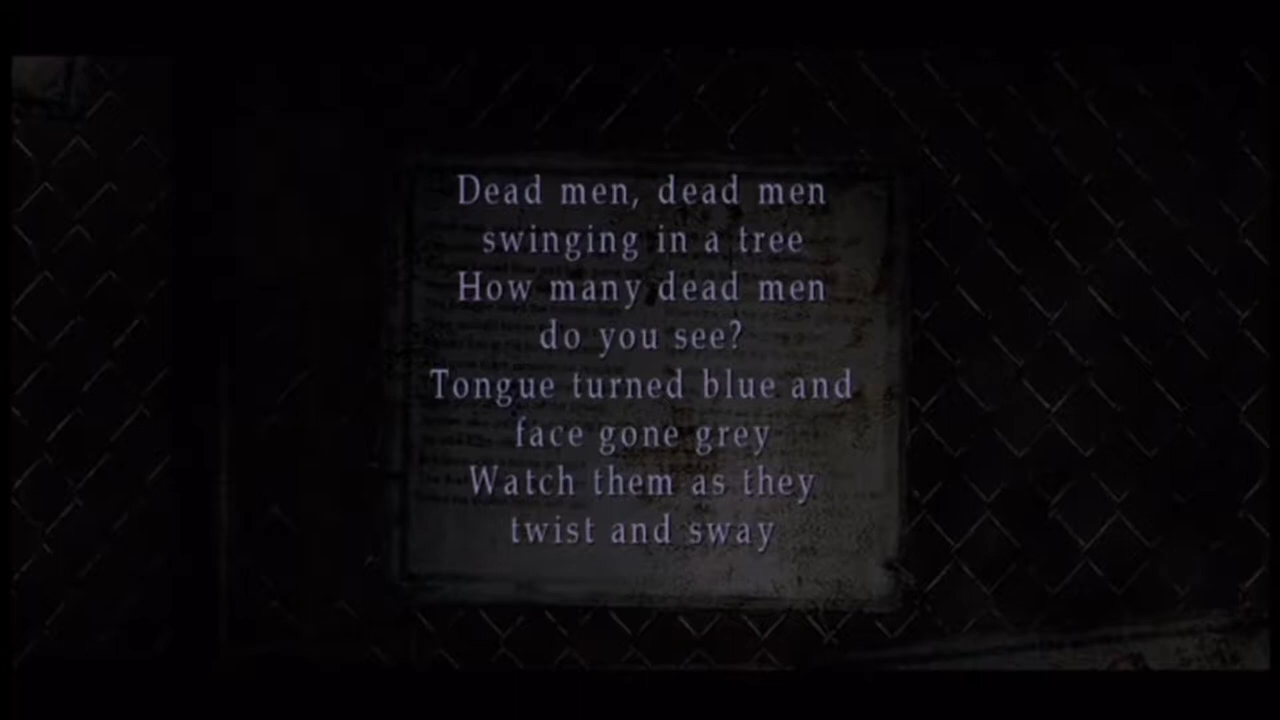 Dead men, dead men
swinging in a tree
How many dead men
do you see?
Tongue turned blue and
face gone grey
Watch them as they
twist and sway